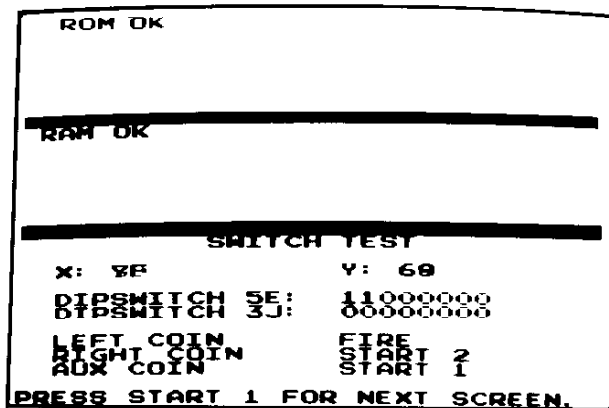 ROM OK
RAM OK
SWITCH TEST
X: Y: 60
DIPSWITCH 5E: 11000000
DIPSWITCH 3J: 00000000
LEFT COIN FIRE
RIGHT COIN START 2
AUX COIN START 1
PRESS START 1 FOR NEXT SCREEN.